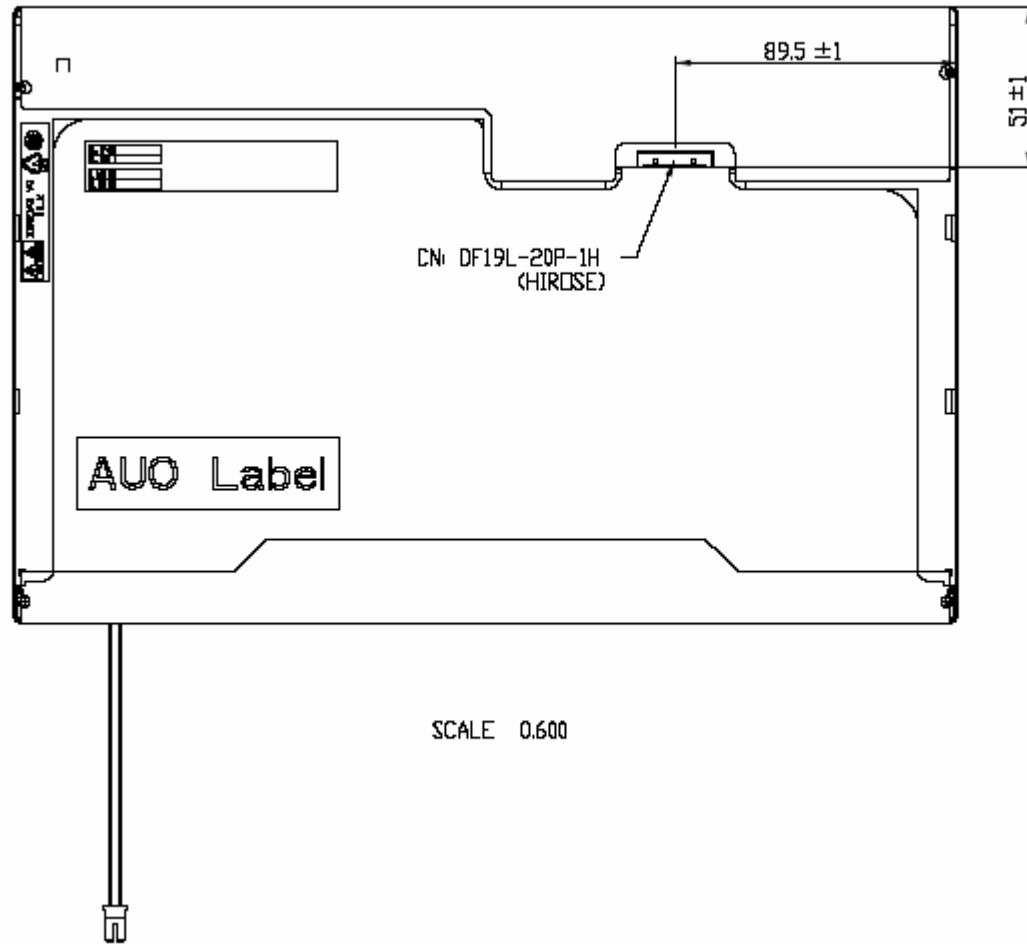 89.5 ±1
51 ±1
CN: DF19L-20P-1H
(HIROSE)
AUO Label
SCALE 0.600